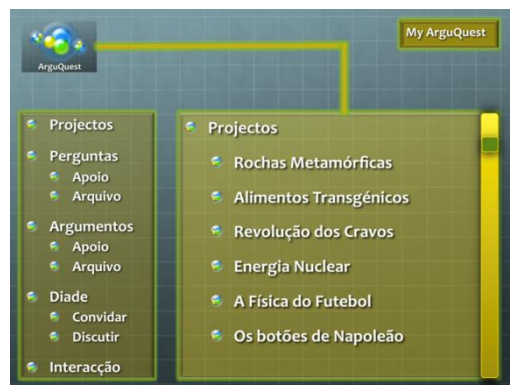 ArguQuest
My ArguQuest
Projectos
Perguntas
Apoio
Arquivo
Argumentos
Apoio
Arquivo
Diade
Convidar
Discutir
Interacção
Projectos
Rochas Metamórficas
Alimentos Transgénicos
Revolução dos Cravos
Energia Nuclear
A Física do Futebol
Os botões de Napoleão